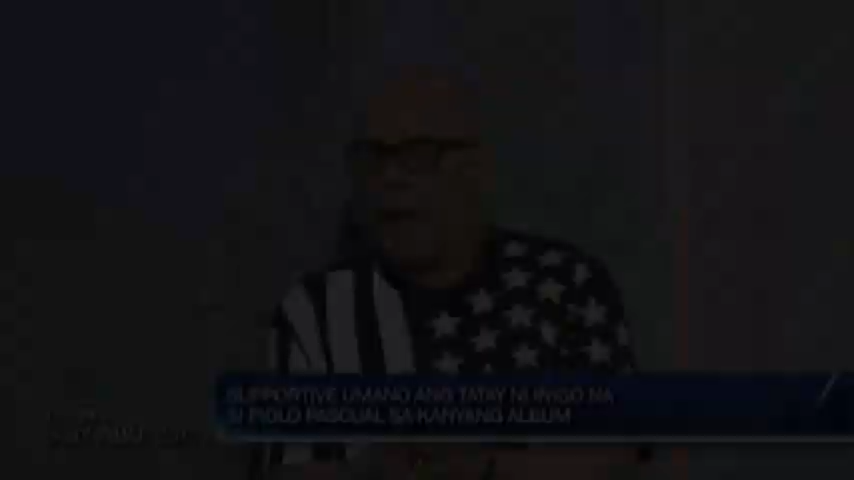 SUPPORTIVE UMANO ANG TATAY NI INIGO NA
SI PIOLO PASCUAL SA KANYANG ALBUM